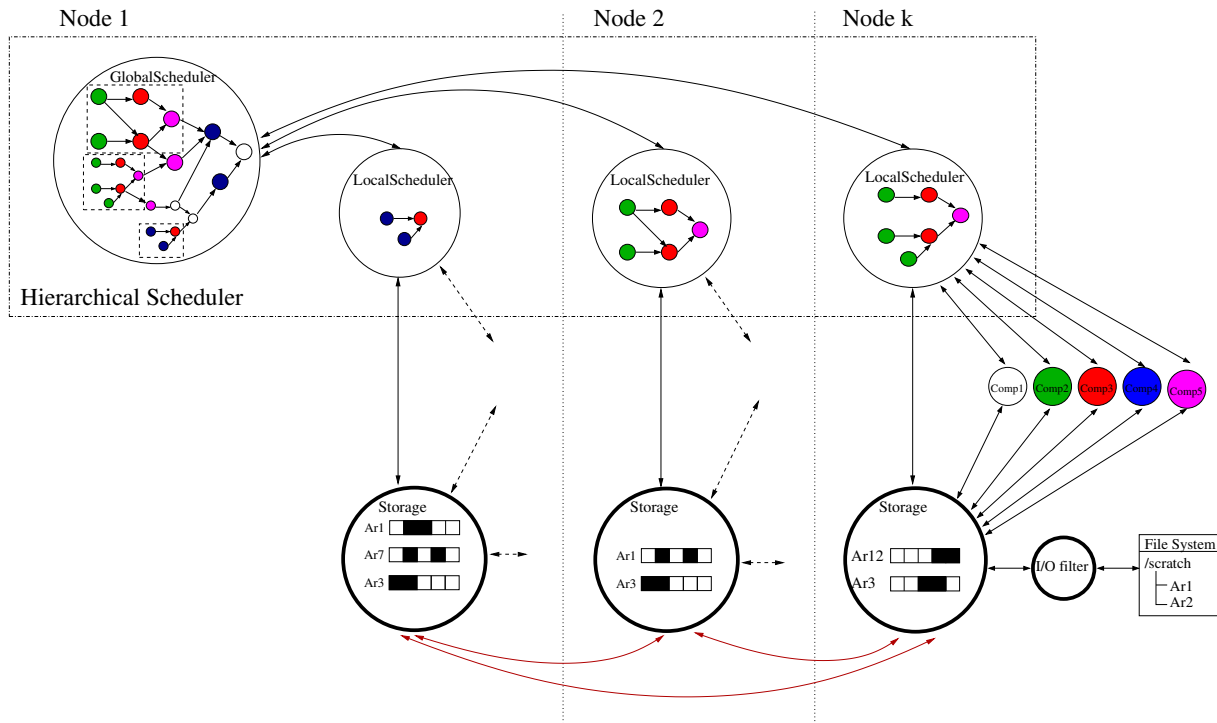 Node 1
Node 2
Node k
GlobalScheduler
LocalScheduler
LocalScheduler
LocalScheduler
Hierarchical Scheduler
Comp1
Comp2
Comp3
Comp4
Comp5
Storage
Ar1
Ar7
Ar3
Storage
Ar1
Ar3
Storage
Ar12
Ar3
I/O filter
File System
/scratch
Ar1
Ar2